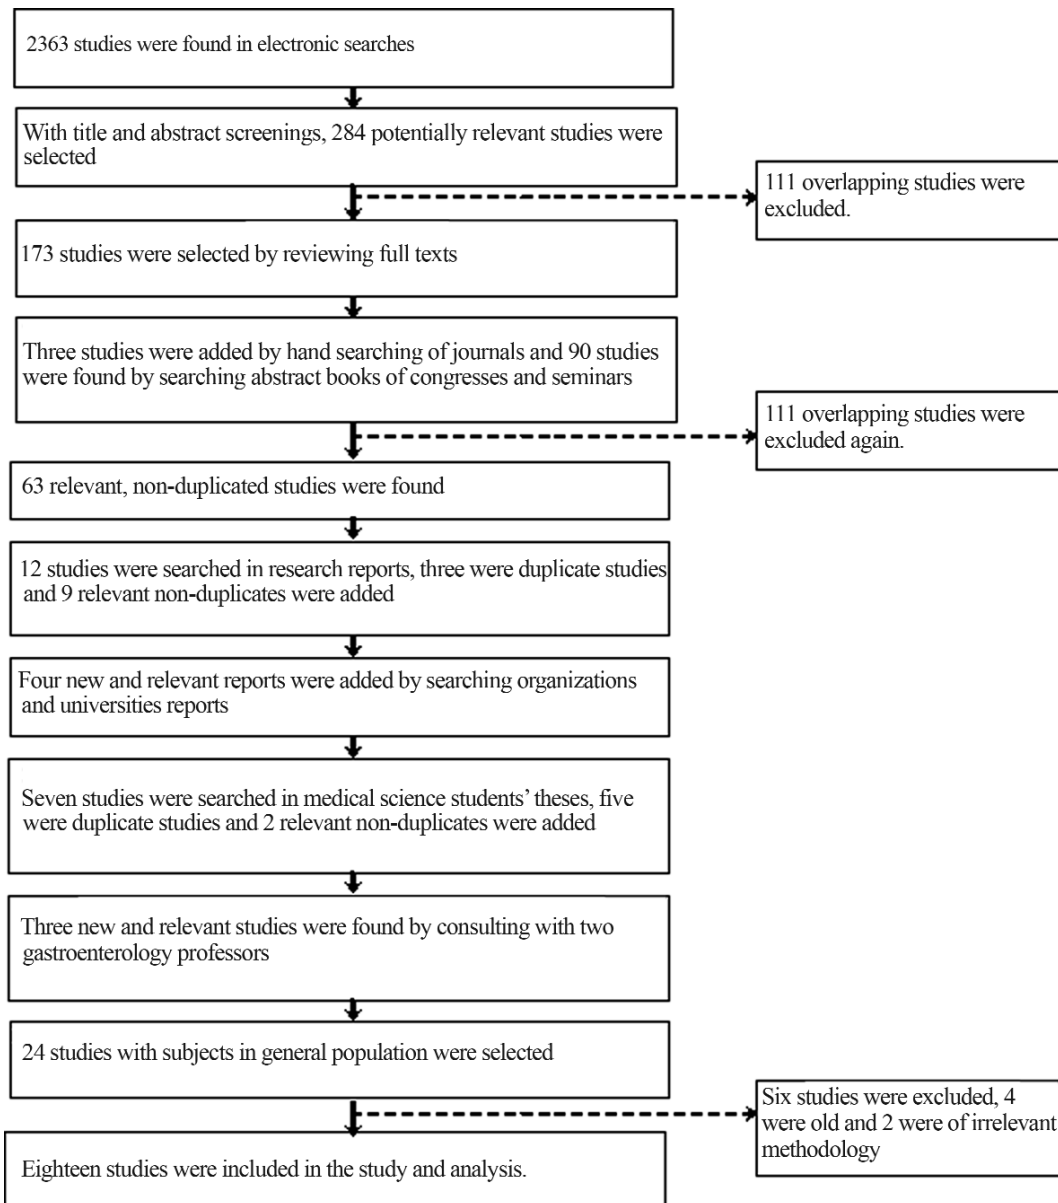 2363 studies were found in electronic searches
With title and abstract screenings, 284 potentially relevant studies were
selected
111 overlapping studies were
excluded.
173 studies were selected by reviewing full texts
Three studies were added by hand searching of journals and 90 studies
were found by searching abstract books of congresses and seminars
111 overlapping studies were
excluded again.
63 relevant, non-duplicated studies were found
12 studies were searched in research reports, three were duplicate studies
and 9 relevant non-duplicates were added
Four new and relevant reports were added by searching organizations
and universities reports
Seven studies were searched in medical science students’ theses, five
were duplicate studies and 2 relevant non-duplicates were added
Three new and relevant studies were found by consulting with two
gastroenterology professors
24 studies with subjects in general population were selected
Six studies were excluded, 4
were old and 2 were of irrelevant
methodology
Eighteen studies were included in the study and analysis.